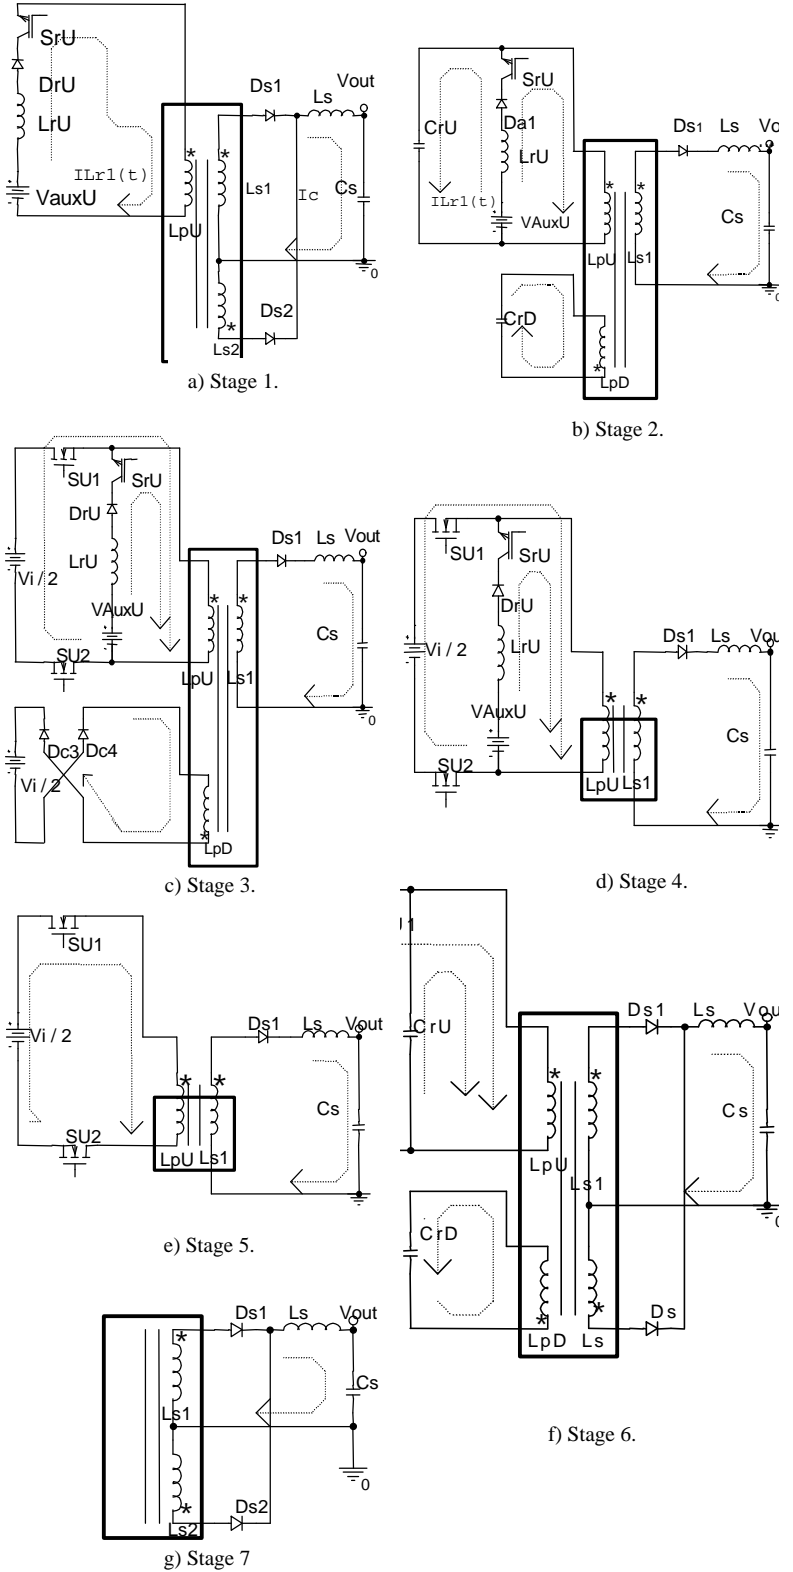 SrU
DrU
LrU
ILr1(t)
VauxU
*
*
LpU
Ds1
Ls
Vout
Ls1
Ic
Cs
0
Ds2
*
Ls2
a) Stage 1.
SrU
CrU
Da1
LrU
ILr1(t)
VAuxU
*
*
Ds1
Ls
Cs
LpU
Ls1
CrD
*
LpD
b) Stage 2.
SU1
SrU
DrU
LrU
Vi / 2
VAuxU
SU2
*
*
Ds1
Ls
Vout
Cs
LpU
Ls1
0
Dc3
Dc4
Vi / 2
*
LpD
c) Stage 3.
SU1
SrU
DrU
LrU
Vi / 2
VAuxU
SU2
*
*
Ds1
Ls
Cs
LpU
Ls1
d) Stage 4.
SU1
Vi / 2
SU2
*
*
Ds1
Ls
Vout
Cs
LpU
Ls1
e) Stage 5.
CrU
*
*
Ds1
Ls
Vou
Cs
LpU
Ls1
CrD
*
LpD
*
Ls
Ds
f) Stage 6.
*
Ds1
Ls
Vout
Cs
Ls1
0
*
Ls2
Ds2
g) Stage 7